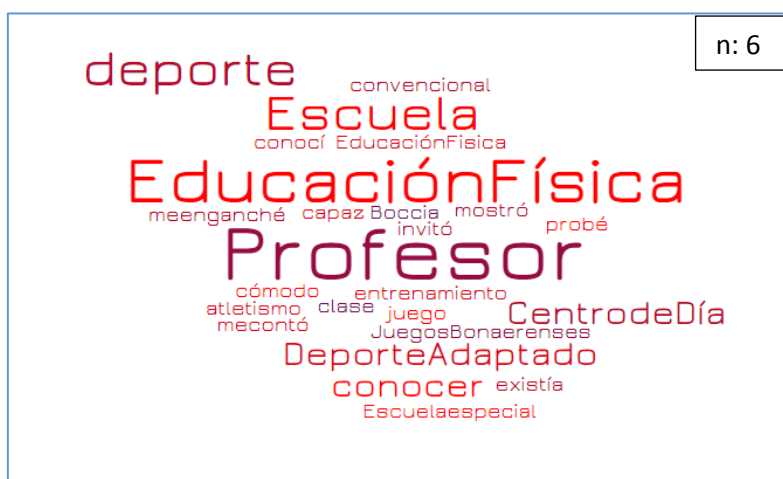 n: 6
deporte
convencional
Escuela
conocí EducaciónFisica
EducaciónFísica
meenganché capaz Boccia mostró
invitó probé
Profesor
cómodo entrenamiento
atletismo clase juego CentrodeDía
mecontó JuegosBonaerenses
DeporteAdaptado
conocer existía
Escuelaespecial